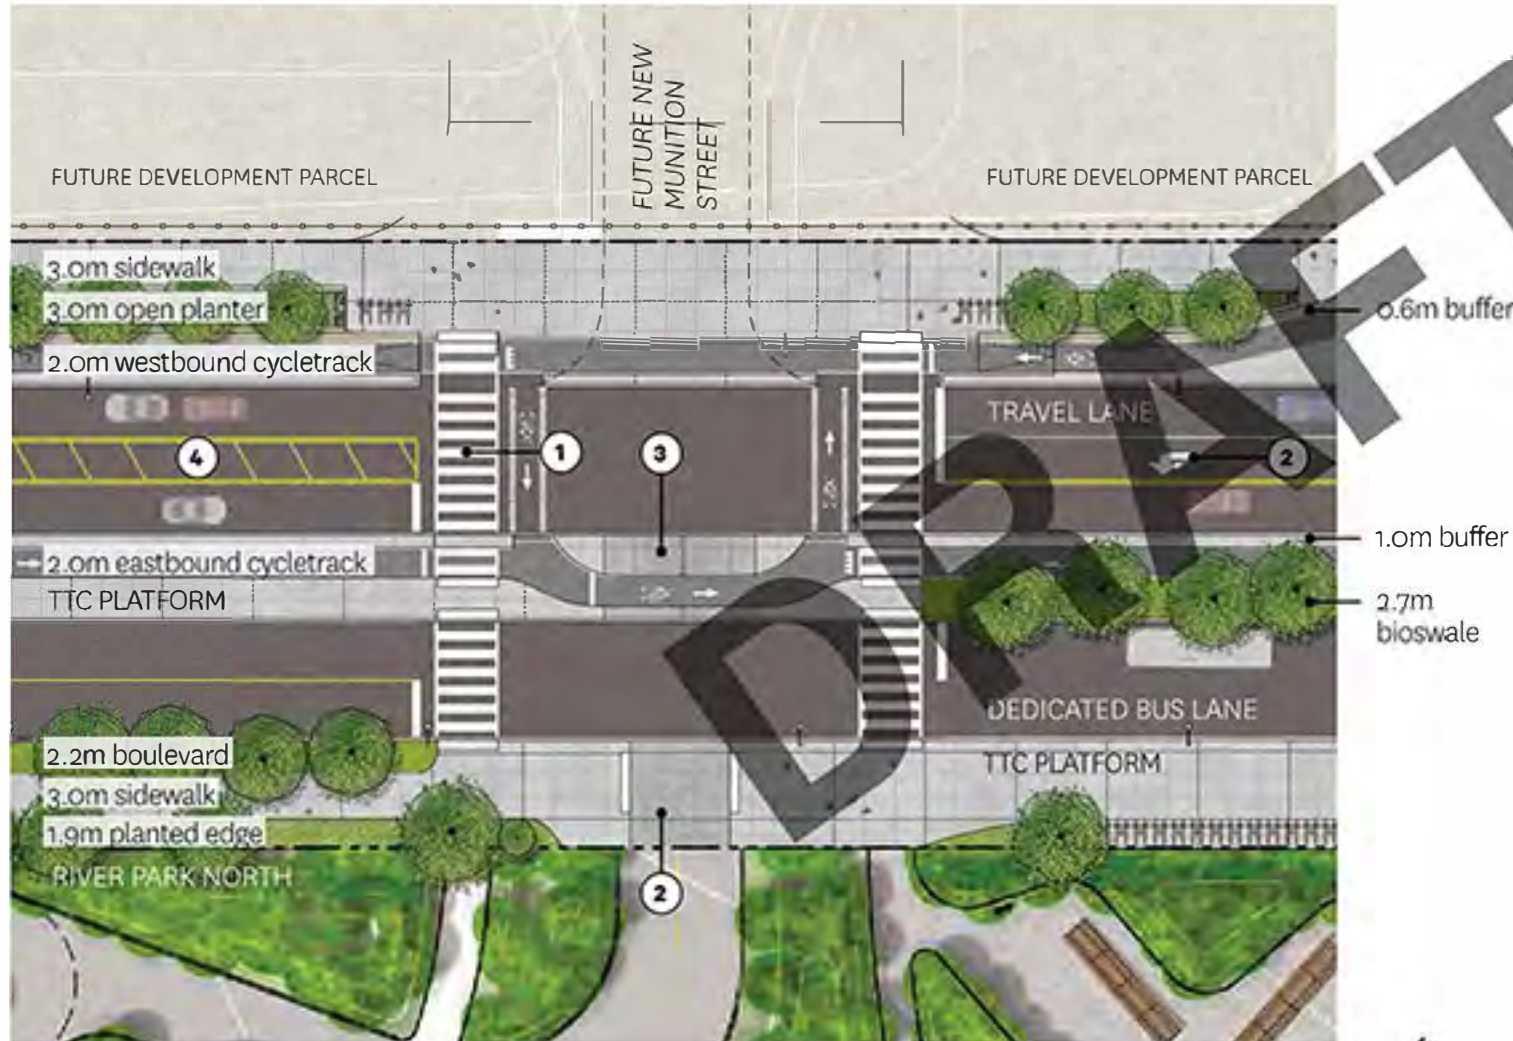 FUTURE NEW
MUNITION
STREET
FUTURE DEVELOPMENT PARCEL
FUTURE DEVELOPMENT PARCEL
3.0m sidewalk
3.0m open planter
0.6m buffer
2.0m westbound cycletrack
TRAVEL LANE
4
1
3
2
1.0m buffer
2.0m eastbound cycletrack
TTC PLATFORM
2.7m
bioswale
DEDICATED BUS LANE
2.2m boulevard
TTC PLATFORM
3.0m sidewalk
1.9m planted edge
RIVER PARK NORTH
2
DRAFT